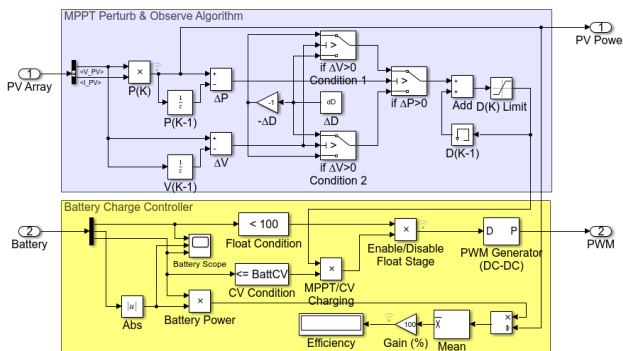 MPPT Perturb & Observe Algorithm
1
PV Array
<V_PV>
<I_PV>
×
P(K)
1
z
P(K-1)
+
−
ΔP
1
z
V(K-1)
+
−
ΔV
> 
if ΔV>0
Condition 1
-1
-ΔD
dD
ΔD
>
if ΔV>0
Condition 2
>
if ΔP>0
+
+
Add
D(K) Limit
D(K-1)
1
PV Power
Battery Charge Controller
2
Battery
Battery Scope
|u|
Abs
< 100
Float Condition
<= BattCV
CV Condition
×
Battery Power
×
MPPT/CV
Charging
×
Enable/Disable
Float Stage
D P
PWM Generator
(DC-DC)
2
PWM
Efficiency
100
Gain (%)
x
Mean
×
÷